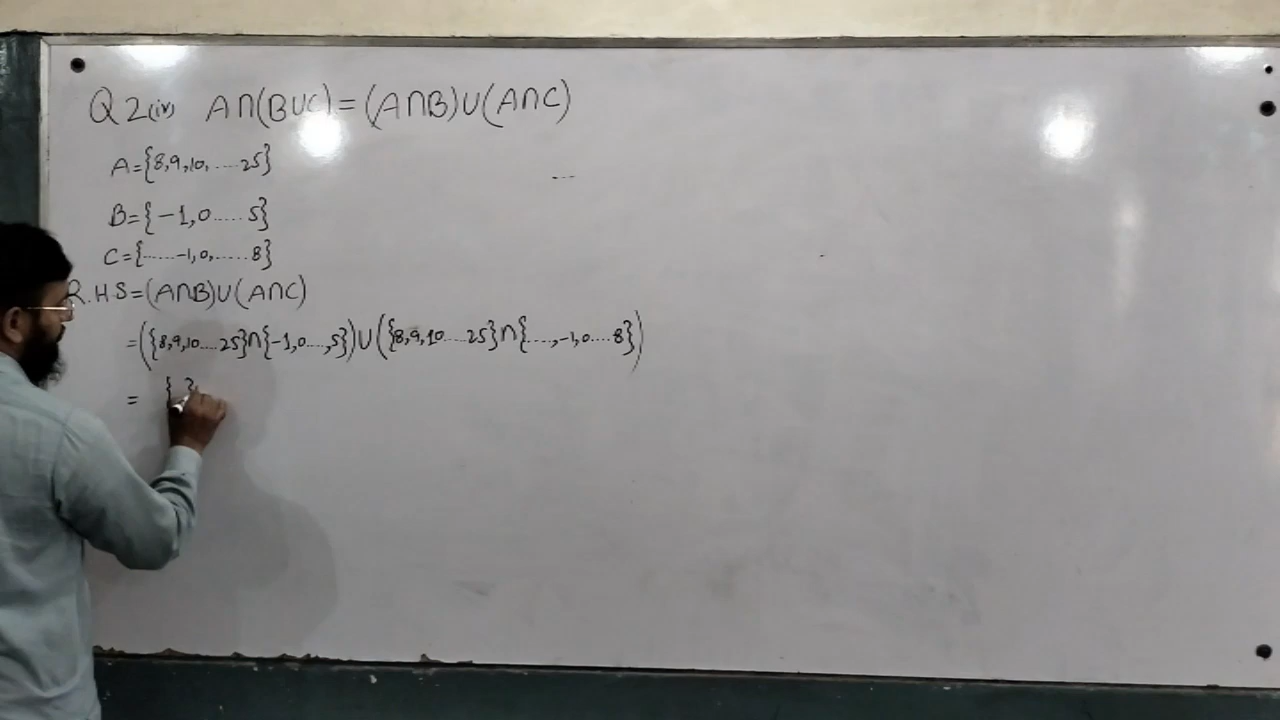 Q 2(iv) A∩(B∪C)=(A∩B)∪(A∩C)
A={8,9,10,....25}
B={-1,0.....5}
C={......-1,0,.....8}
R.H.S=(A∩B)∪(A∩C)
=({8,9,10....25}∩{-1,0....,5})∪({8,9,10....25}∩{....,-1,0....8})
= { }